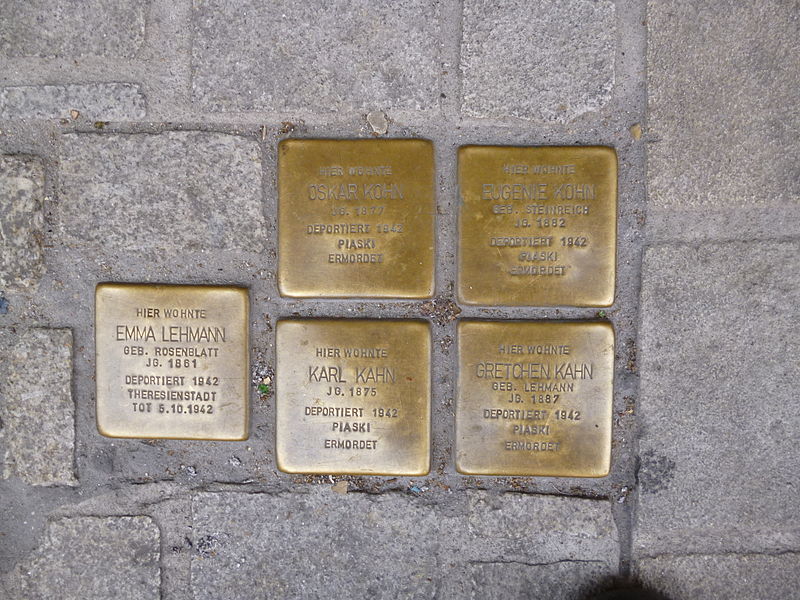 HIER WOHNTE
OSKAR KOHN
JG. 1877
DEPORTIERT 1942
PIASKI
ERMORDET
HIER WOHNTE
EUGENIE KOHN
GEB. STEINREICH
JG. 1882
DEPORTIERT 1942
PIASKI
ERMORDET
HIER WOHNTE
EMMA LEHMANN
GEB. ROSENBLATT
JG. 1861
DEPORTIERT 1942
THERESIENSTADT
TOT 5.10.1942
HIER WOHNTE
KARL KAHN
JG. 1875
DEPORTIERT 1942
PIASKI
ERMORDET
HIER WOHNTE
GRETCHEN KAHN
GEB. LEHMANN
JG. 1887
DEPORTIERT 1942
PIASKI
ERMORDET